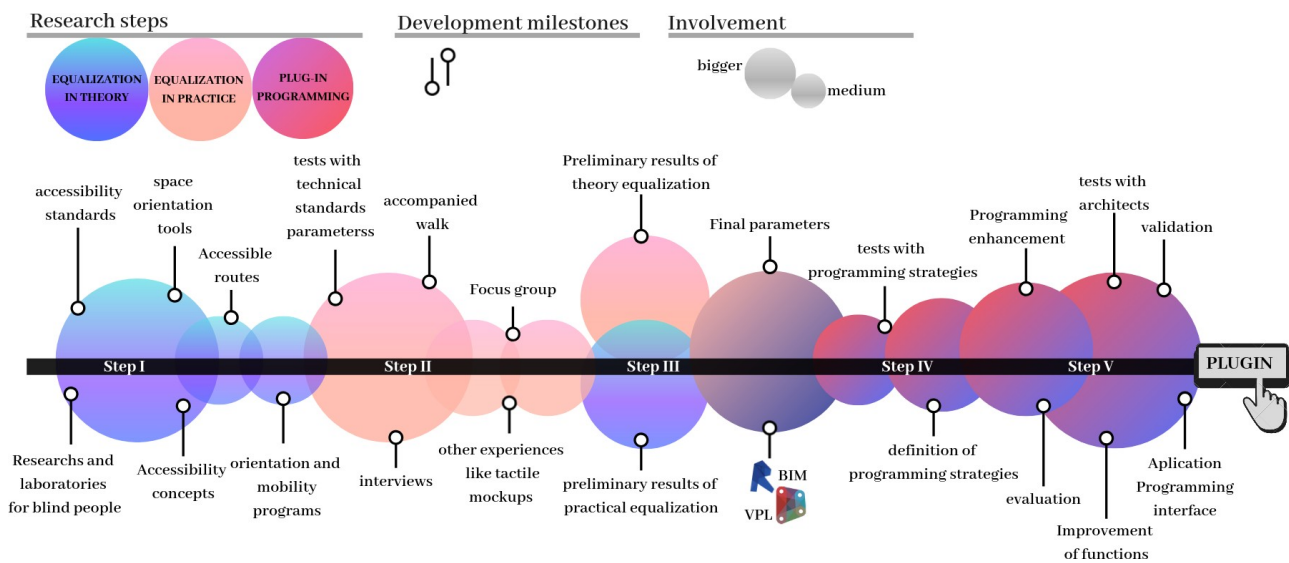 Research steps
Development milestones
Involvement
EQUALIZATION
IN THEORY
EQUALIZATION
IN PRACTICE
PLUG-IN
PROGRAMMING
bigger
medium
accessibility
standards
space
orientation
tools
Accessible
routes
tests with
technical
standards
parameterss
accompanied
walk
Focus group
Preliminary results of
theory equalization
Final parameters
tests with
programming strategies
Programming
enhancement
tests with
architects
validation
Step I
Step II
Step III
Step IV
Step V
PLUGIN
Researchs and
laboratories
for blind people
Accessibility
concepts
orientation and
mobility
programs
interviews
other experiences
like tactile
mockups
preliminary results of
practical equalization
BIM
VPL
definition of
programming strategies
evaluation
Improvement
of functions
Aplication
Programming
interface